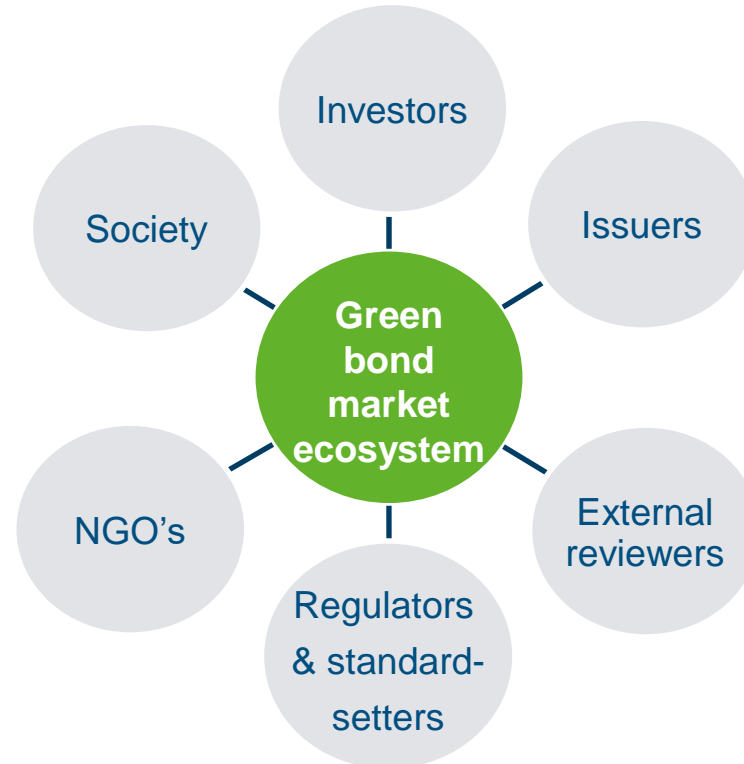 Investors
Society
Issuers
Green
bond
market
ecosystem
NGO’s
External
reviewers
Regulators
& standard-
setters